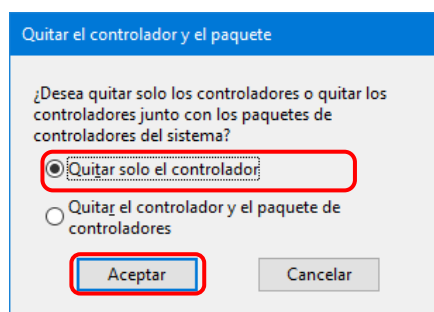 Quitar el controlador y el paquete
¿Desea quitar solo los controladores o quitar los
controladores junto con los paquetes de
controladores del sistema?
Quitar solo el controlador
Quitar el controlador y el paquete de
controladores
Aceptar
Cancelar